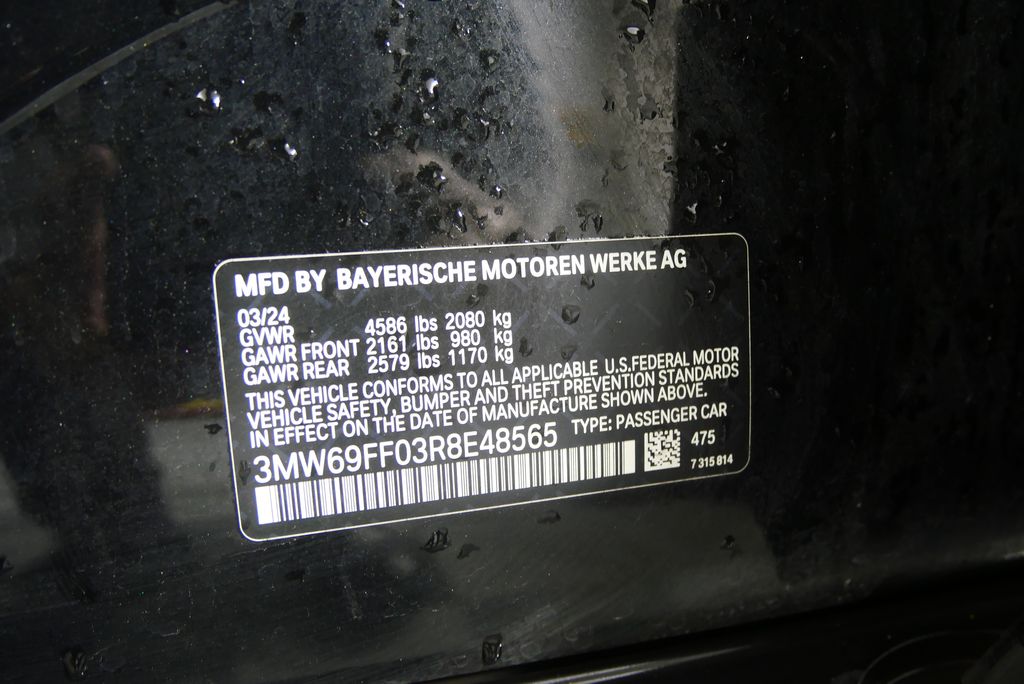 MFD BY BAYERISCHE MOTOREN WERKE AG
03/24
GVWR 4586 lbs 2080 kg
GAWR FRONT 2161 lbs 980 kg
GAWR REAR 2579 lbs 1170 kg
THIS VEHICLE CONFORMS TO ALL APPLICABLE U.S.FEDERAL MOTOR
VEHICLE SAFETY, BUMPER AND THEFT PREVENTION STANDARDS
IN EFFECT ON THE DATE OF MANUFACTURE SHOWN ABOVE.
3MW69FF03R8E48565 TYPE: PASSENGER CAR
475
7 315 814